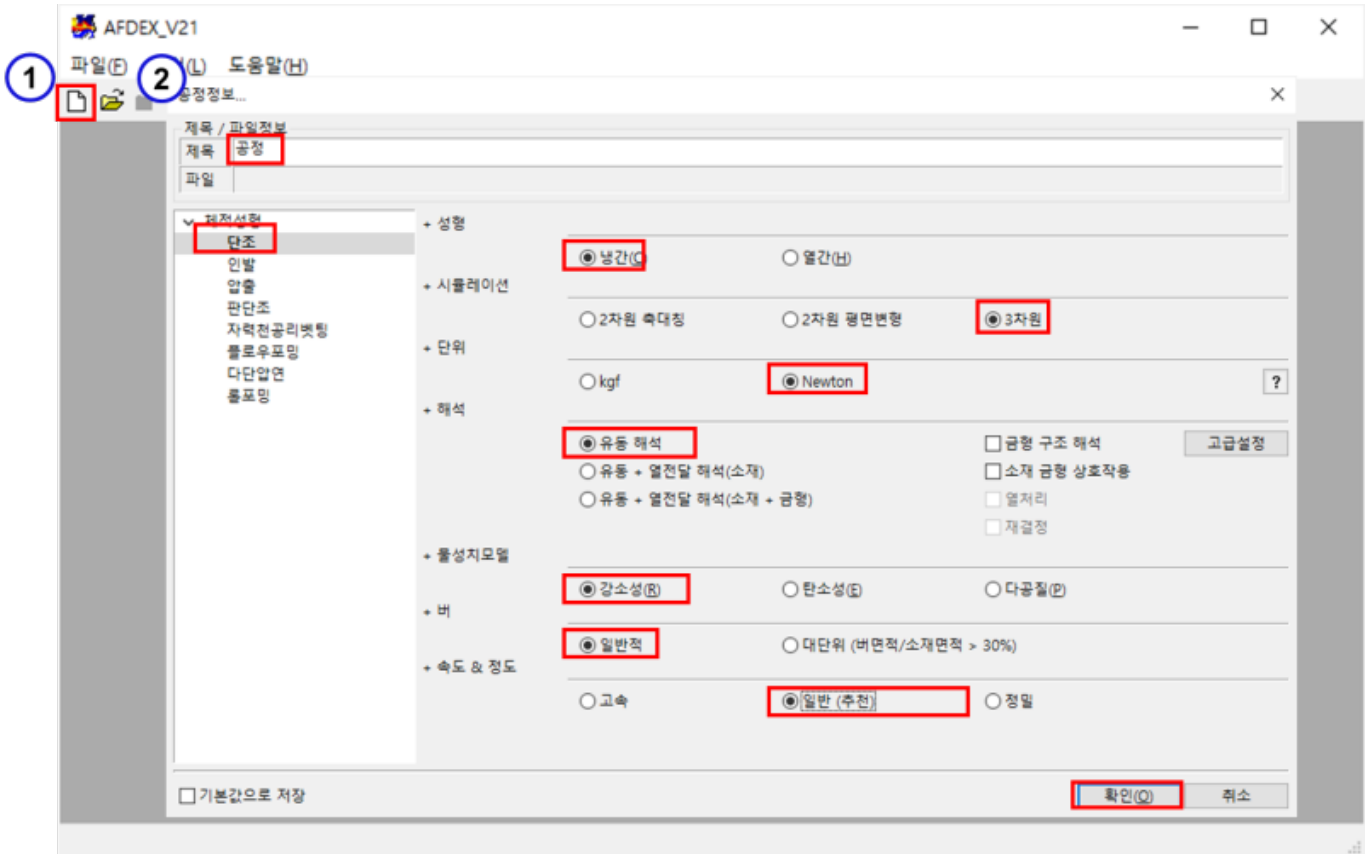 AFDEX_V21
파일(F) (L) 도움말(H)
1
2
공정정보...
제목 / 파일정보
제목 공정
파일
체적성형
단조
인발
압출
판단조
자력천공리벳팅
플로우포밍
다단압연
롤포밍
+ 성형
냉간(C) 열간(H)
+ 시뮬레이션
2차원 축대칭 2차원 평면변형 3차원
+ 단위
kgf Newton ?
+ 해석
유동 해석 금형 구조 해석 고급설정
유동 + 열전달 해석(소재) 소재 금형 상호작용
유동 + 열전달 해석(소재 + 금형) 열처리
재결정
+ 물성치모델
강소성(R) 탄소성(E) 다공질(P)
+ 버
일반적 대단위 (버면적/소재면적 > 30%)
+ 속도 & 정도
고속 일반 (추천) 정밀
기본값으로 저장 확인(O) 취소